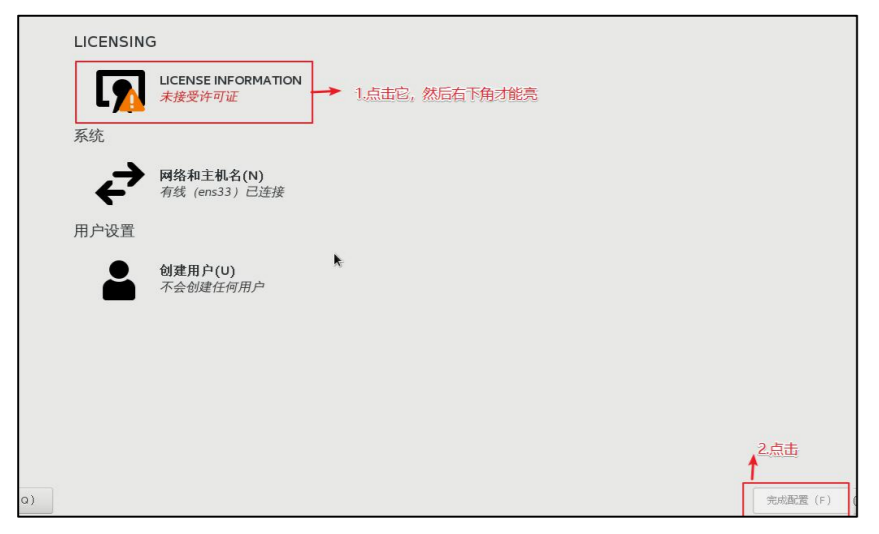 LICENSING
LICENSE INFORMATION
未接受许可证
1.点击它，然后右下角才能亮
系统
网络和主机名(N)
有线（ens33）已连接
用户设置
创建用户(U)
不会创建任何用户
2.点击
Q)
完成配置（F）
(